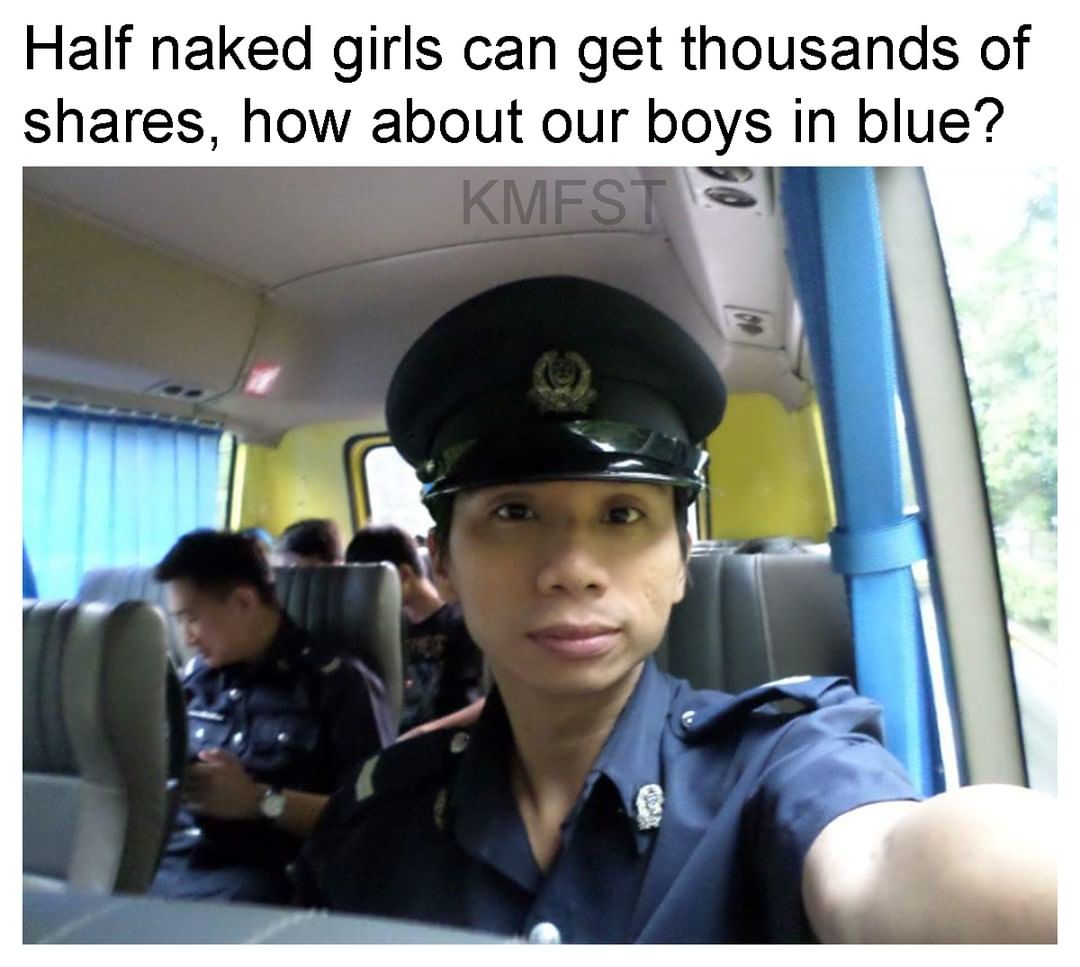 Half naked girls can get thousands of
shares, how about our boys in blue?
KMFST